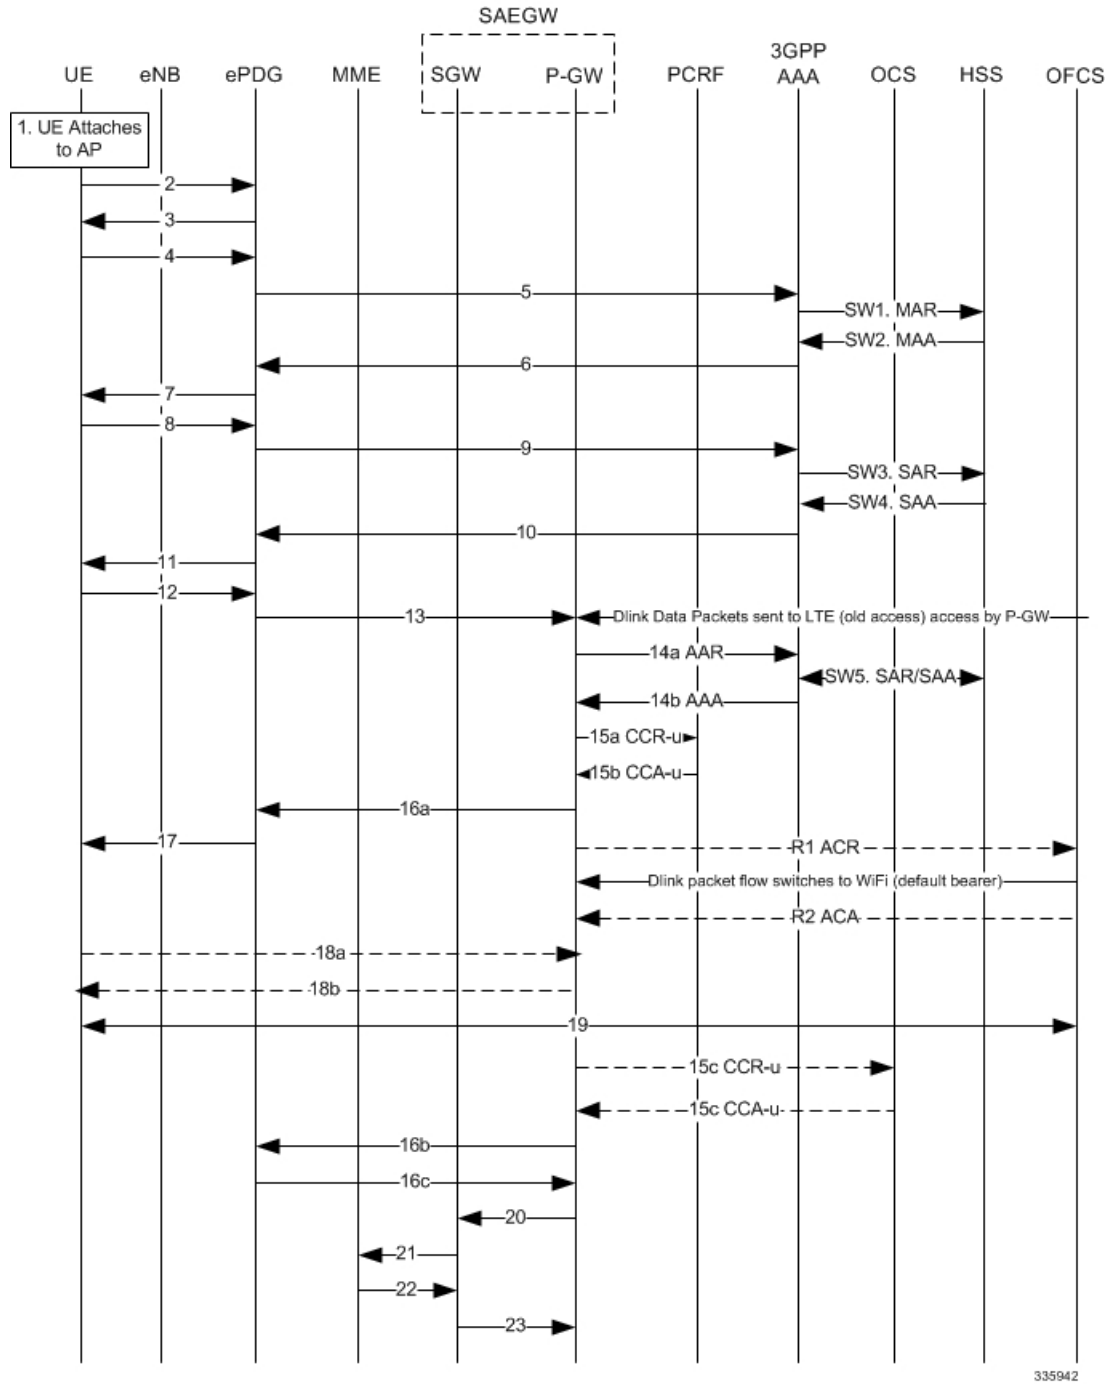 SAEGW
UE eNB ePDG MME SGW P-GW PCRF 3GPP AAA OCS HSS OFCS
1. UE Attaches
to AP
2
3
4
5
SW1. MAR
SW2. MAA
6
7
8
9
SW3. SAR
SW4. SAA
10
11
12
13 Dlink Data Packets sent to LTE (old access) access by P-GW
14a AAR
SW5. SAR/SAA
14b AAA
15a CCR-u
15b CCA-u
16a
17
R1 ACR
Dlink packet flow switches to WiFi (default bearer)
R2 ACA
18a
18b
19
15c CCR-u
15c CCA-u
16b
16c
20
21
22
23
335942